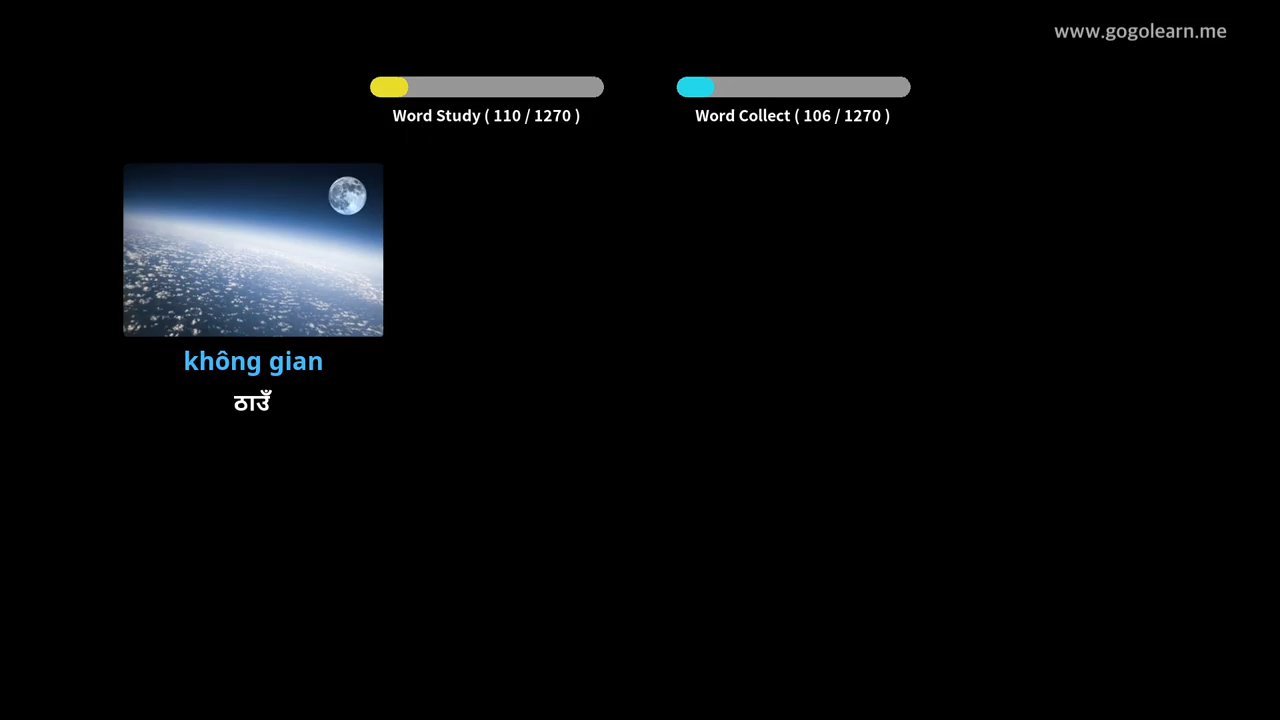 www.gogolearn.me
Word Study ( 110 / 1270 )
Word Collect ( 106 / 1270 )
không gian
ठाउँ